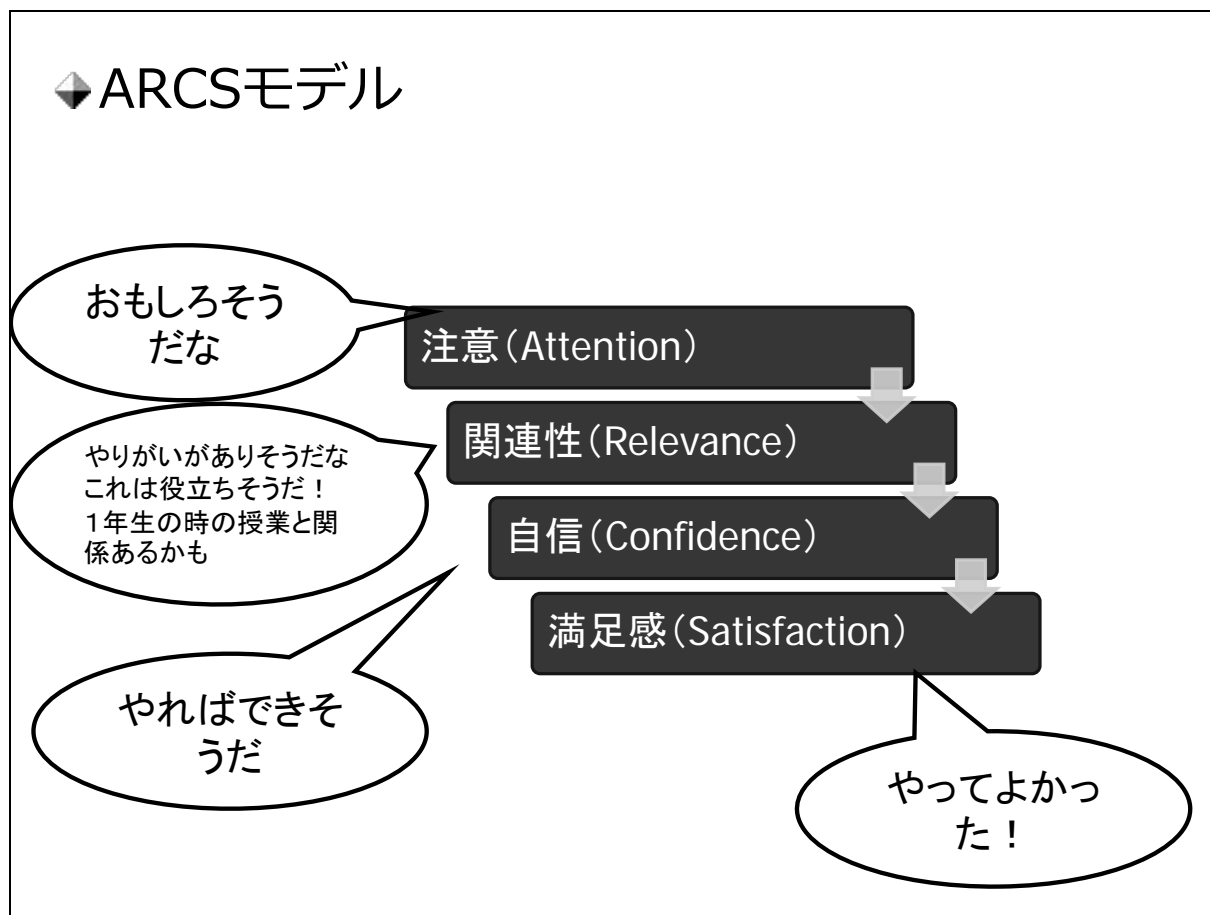 ARCSモデル
おもしろそう
だな
注意（Attention）
やりがいがありそうだな
これは役立ちそうだ！
１年生の時の授業と関
係あるかも
関連性（Relevance）
やればできそ
うだ
自信（Confidence）
満足感（Satisfaction）
やってよかっ
た！